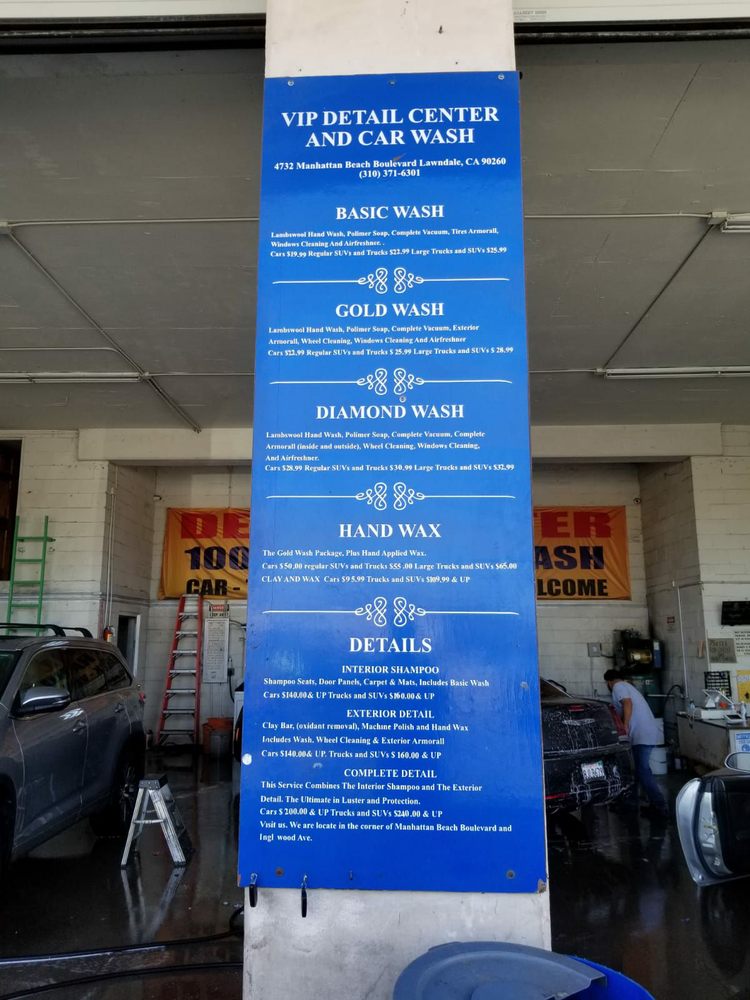 VIP DETAIL CENTER
AND CAR WASH
4732 Manhattan Beach Boulevard Lawndale, CA 90260
(310) 371-6301
BASIC WASH
Lambswool Hand Wash, Polimer Soap, Complete Vacuum, Tires Armorall,
Windows Cleaning And Airfreshner. .
Cars $19.99 Regular SUVs and Trucks $22.99 Large Trucks and SUVs $25.99
GOLD WASH
Lambswool Hand Wash, Polimer Soap, Complete Vacuum, Exterior
Armorall, Wheel Cleaning, Windows Cleaning And Airfreshner
Cars $22.99 Regular SUVs and Trucks $ 25.99 Large Trucks and SUVs $ 28.99
DIAMOND WASH
Lambswool Hand Wash, Polimer Soap, Complete Vacuum, Complete
Armorall (inside and outside), Wheel Cleaning, Windows Cleaning,
And Airfreshner.
Cars $28.99 Regular SUVs and Trucks $30.99 Large Trucks and SUVs $32.99
HAND WAX
The Gold Wash Package, Plus Hand Applied Wax.
Cars $50.00 regular SUVs and Trucks $55 .00 Large Trucks and SUVs $65.00
CLAY AND WAX Cars $95.99 Trucks and SUVs $109.99 & UP
DETAILS
INTERIOR SHAMPOO
Shampoo Seats, Door Panels, Carpet & Mats, Includes Basic Wash
Cars $140.00 & UP Trucks and SUVs $160.00 & UP
EXTERIOR DETAIL
Clay Bar, (oxidant removal), Machine Polish and Hand Wax
Includes Wash, Wheel Cleaning & Exterior Armorall
Cars $140.00& UP. Trucks and SUVs $ 160.00 & UP
COMPLETE DETAIL
This Service Combines The Interior Shampoo and The Exterior
Detail. The Ultimate in Luster and Protection.
Cars $ 200.00 & UP Trucks and SUVs $240.00 & UP
Visit us. We are locate in the corner of Manhattan Beach Boulevard and
Ingl wood Ave.
DE
TER
100
ASH
CAR -
LCOME